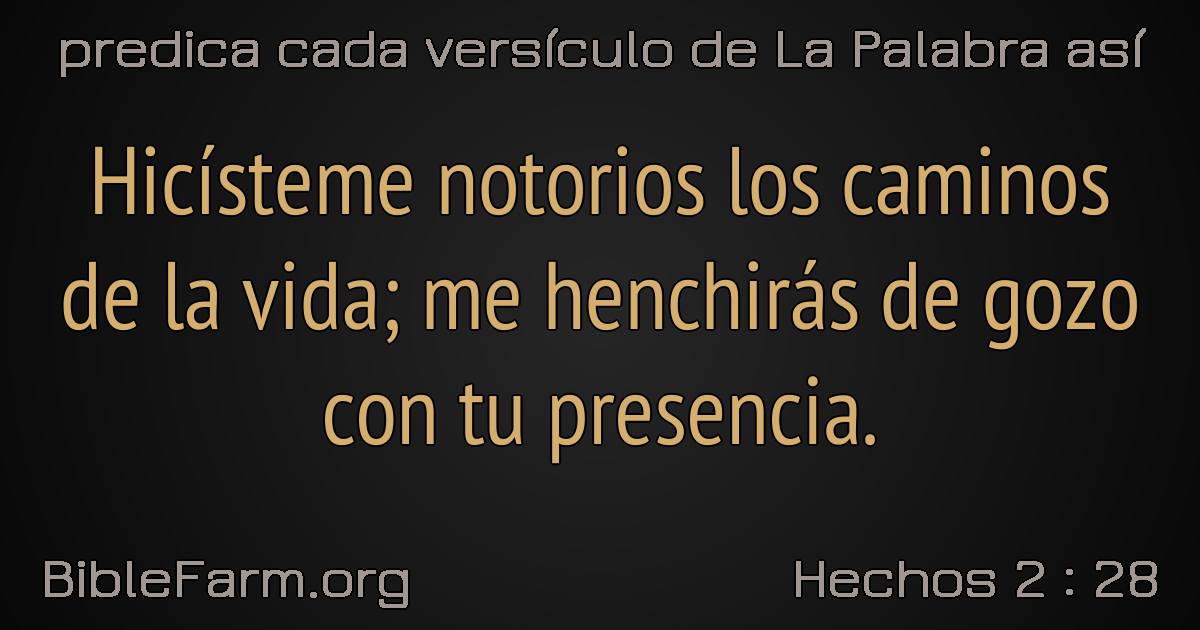 predica cada versículo de La Palabra así
Hicísteme notorios los caminos
de la vida; me henchirás de gozo
con tu presencia.
BibleFarm.org
Hechos 2 : 28